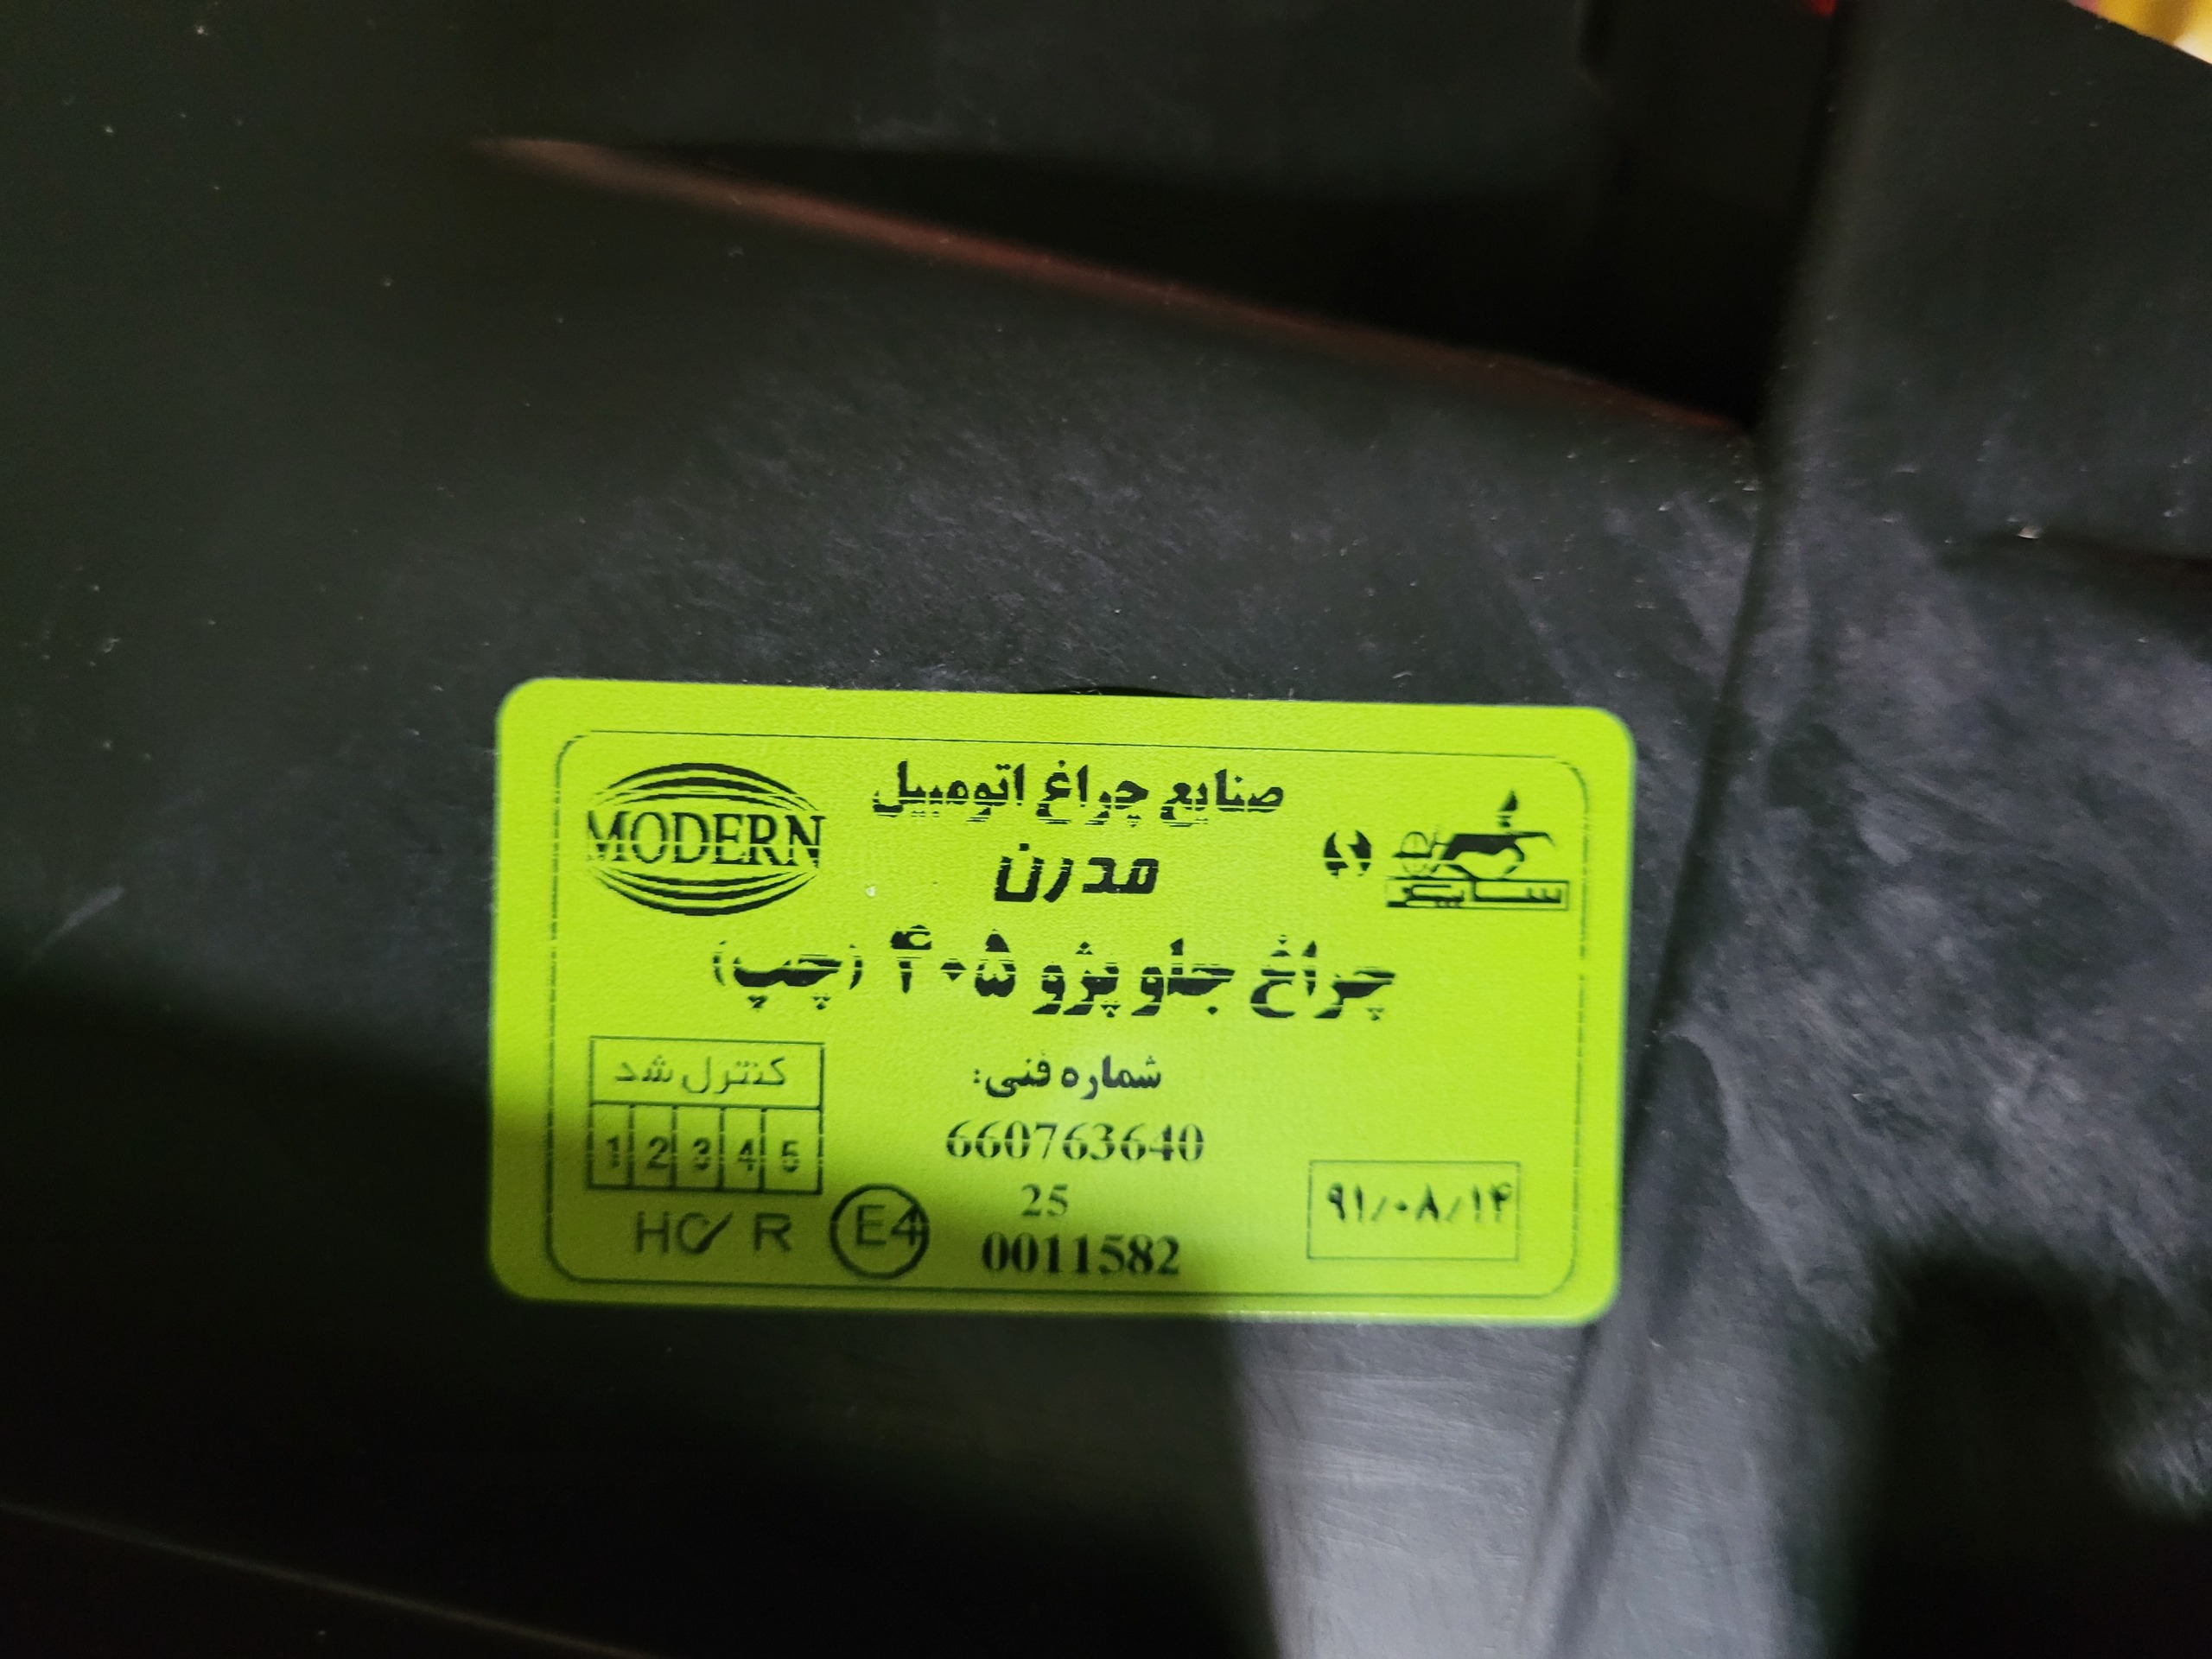 صنایع چراغ اتومبیل
MODERN
مدرن
ساپکو
چراغ جلو پژو ۴۰۵ (چپ)
کنترل شد
شماره فنی:
1 2 3 4 5
660763640
25
۹۱/۰۸/۱۴
HC/ R E4 0011582